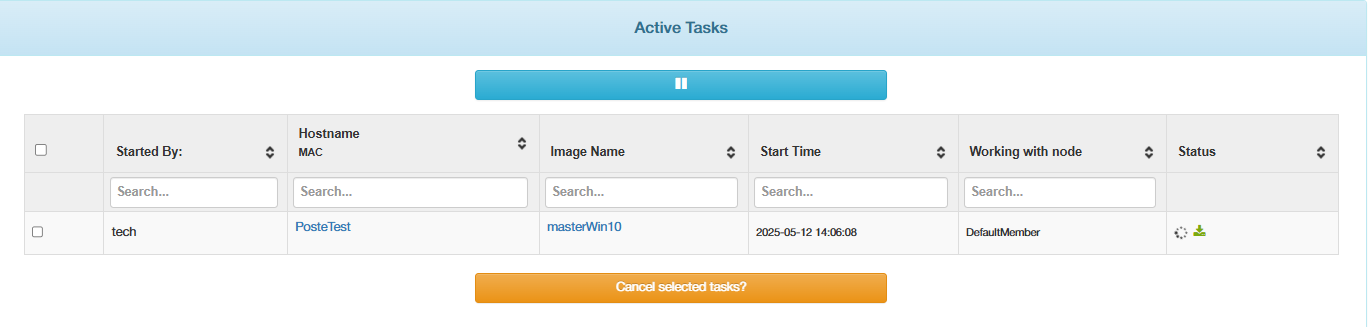 Active Tasks
Started By:
Hostname
MAC
Image Name
Start Time
Working with node
Status
Search...
Search...
Search...
Search...
Search...
tech
PosteTest
masterWin10
2025-05-12 14:06:08
DefaultMember
Cancel selected tasks?